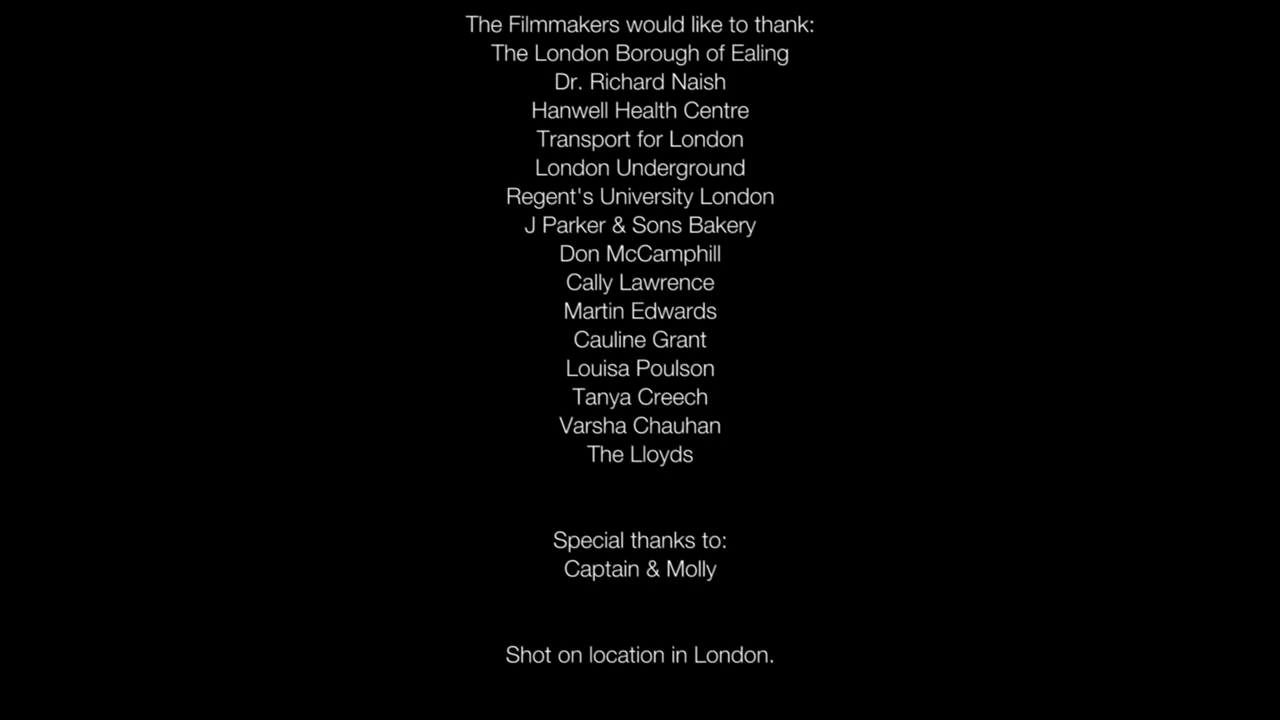 The Filmmakers would like to thank:
The London Borough of Ealing
Dr. Richard Naish
Hanwell Health Centre
Transport for London
London Underground
Regent's University London
J Parker & Sons Bakery
Don McCamphill
Cally Lawrence
Martin Edwards
Cauline Grant
Louisa Poulson
Tanya Creech
Varsha Chauhan
The Lloyds
Special thanks to:
Captain & Molly
Shot on location in London.